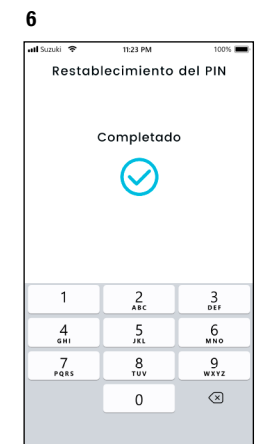 6
Suzuki 11:23 PM 100%
Restablecimiento del PIN
Completado
1 2 3
ABC DEF
4 5 6
GHI JKL MNO
7 8 9
PQRS TUV WXYZ
0